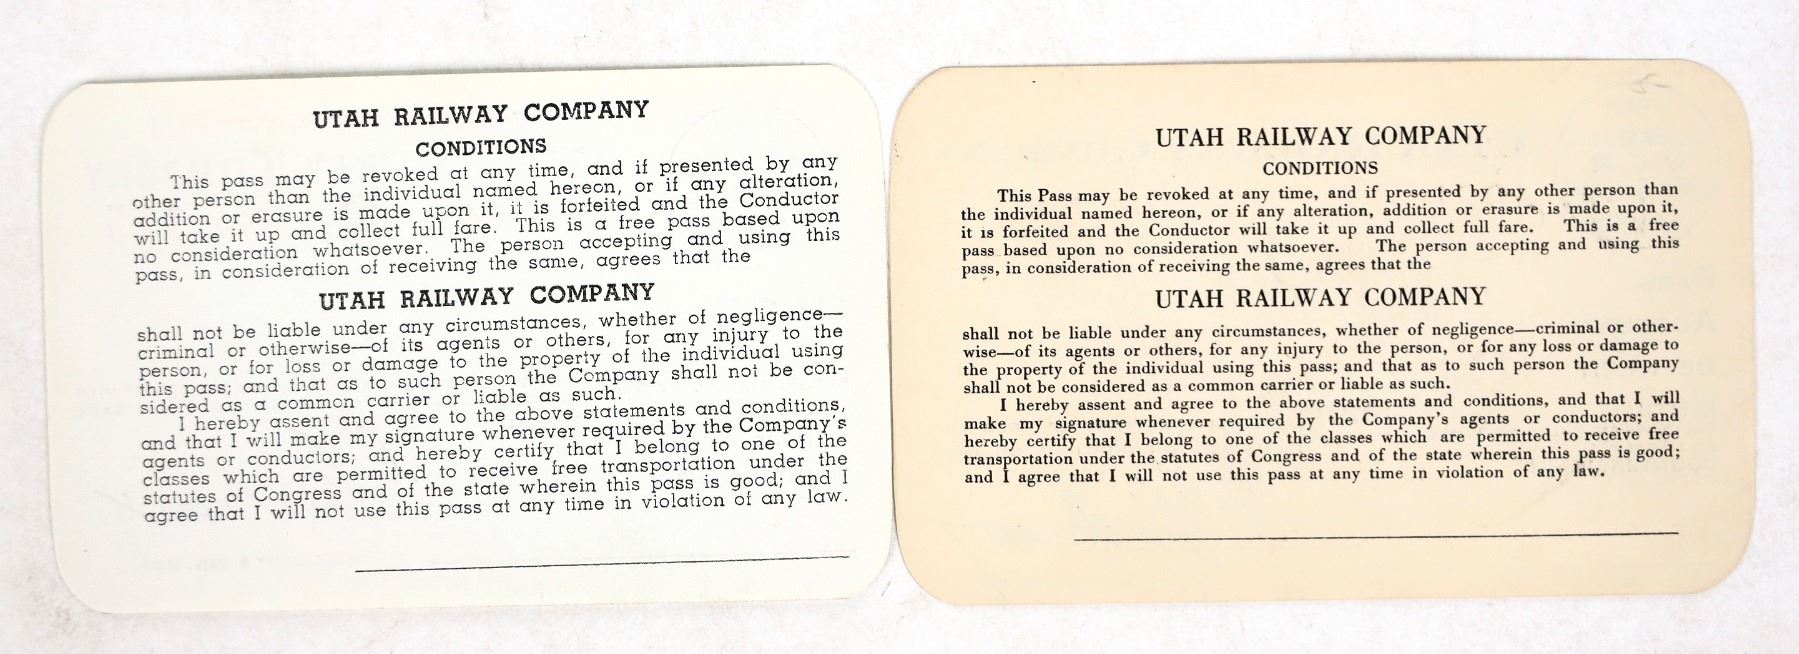 UTAH RAILWAY COMPANY
CONDITIONS
This pass may be revoked at any time, and if presented by any
other person than the individual named hereon, or if any alteration,
addition or erasure is made upon it, it is forfeited and the Conductor
will take it up and collect full fare. This is a free pass based upon
no consideration whatsoever. The person accepting and using this
pass, in consideration of receiving the same, agrees that the
UTAH RAILWAY COMPANY
shall not be liable under any circumstances, whether of negligence—
criminal or otherwise—of its agents or others, for any injury to the
person, or for loss or damage to the property of the individual using
this pass; and that as to such person the Company shall not be con-
sidered as a common carrier or liable as such.
I hereby assent and agree to the above statements and conditions,
and that I will make my signature whenever required by the Company's
agents or conductors; and hereby certify that I belong to one of the
classes which are permitted to receive free transportation under the
statutes of Congress and of the state wherein this pass is good; and I
agree that I will not use this pass at any time in violation of any law.
UTAH RAILWAY COMPANY
CONDITIONS
This Pass may be revoked at any time, and if presented by any other person than
the individual named hereon, or if any alteration, addition or erasure is made upon it,
it is forfeited and the Conductor will take it up and collect full fare. This is a free
pass based upon no consideration whatsoever. The person accepting and using this
pass, in consideration of receiving the same, agrees that the
UTAH RAILWAY COMPANY
shall not be liable under any circumstances, whether of negligence—criminal or other-
wise—of its agents or others, for any injury to the person, or for any loss or damage to
the property of the individual using this pass; and that as to such person the Company
shall not be considered as a common carrier or liable as such.
I hereby assent and agree to the above statements and conditions, and that I will
make my signature whenever required by the Company's agents or conductors; and
hereby certify that I belong to one of the classes which are permitted to receive free
transportation under the statutes of Congress and of the state wherein this pass is good;
and I agree that I will not use this pass at any time in violation of any law.